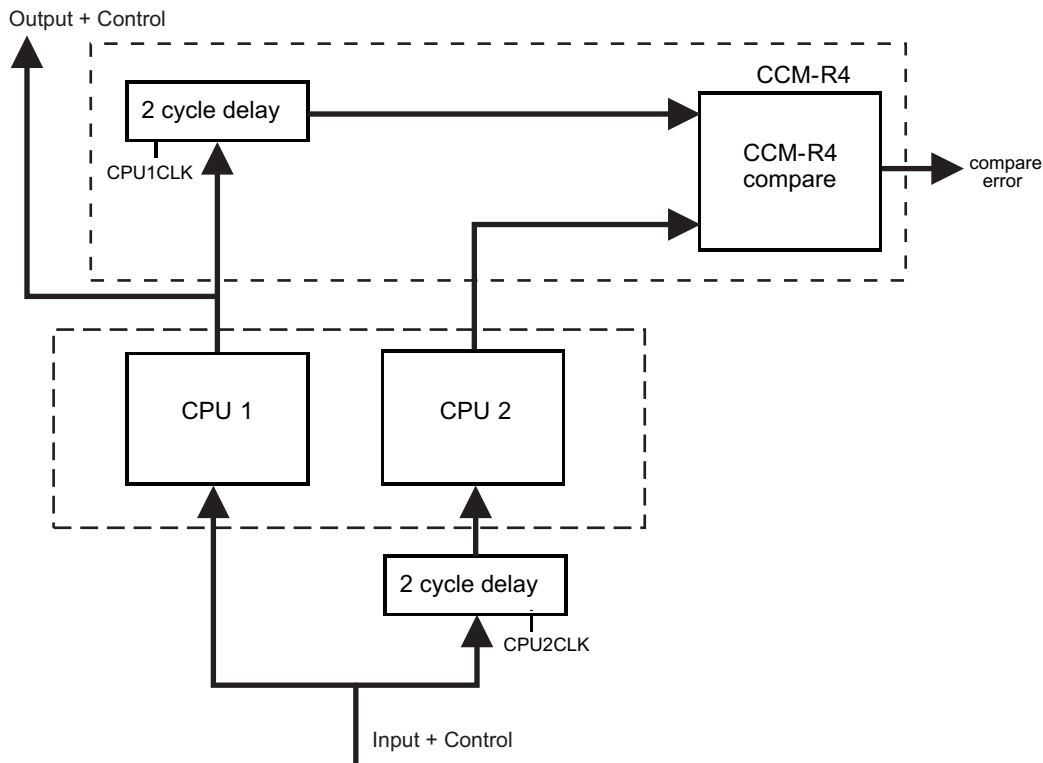 Output + Control
CCM-R4
2 cycle delay
CPU1CLK
CCM-R4
compare
compare
error
CPU 1
CPU 2
2 cycle delay
CPU2CLK
Input + Control